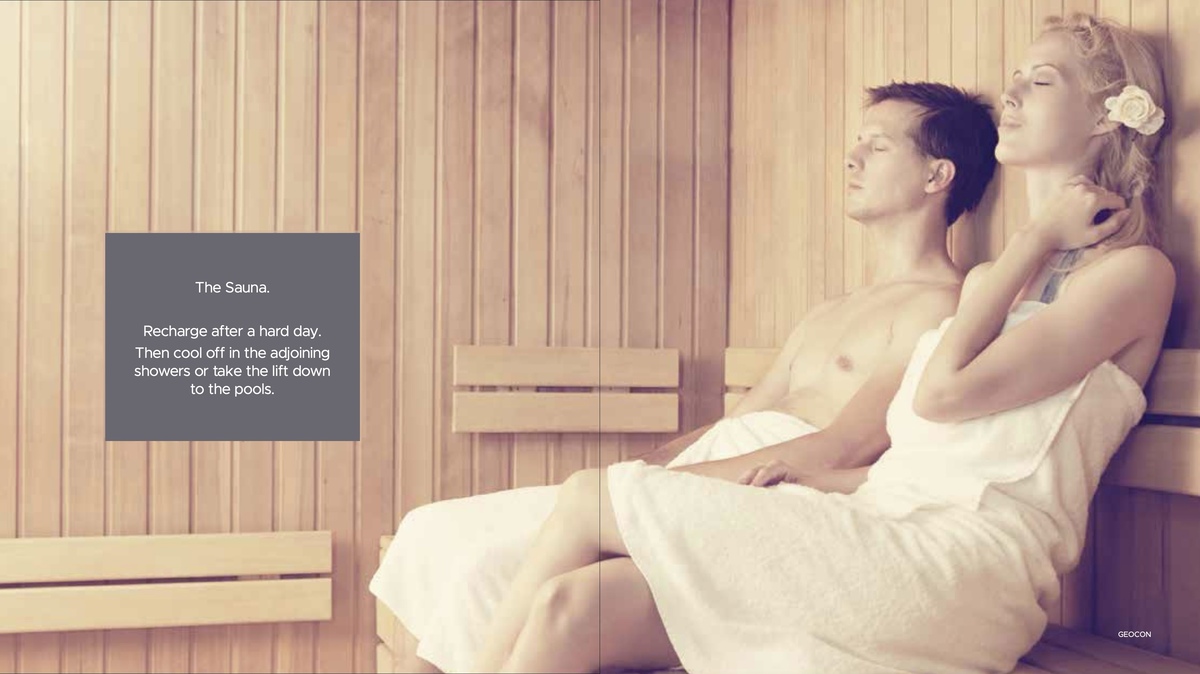 The Sauna.
Recharge after a hard day.
Then cool off in the adjoining
showers or take the lift down
to the pools.
GEOCON